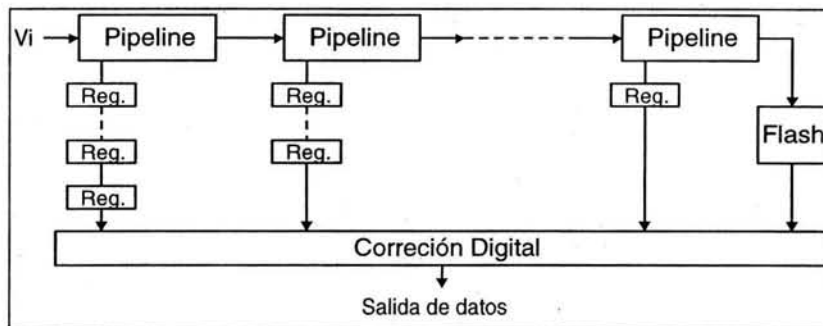 Vi Pipeline Pipeline Pipeline
Reg. Reg. Reg.
Flash
Reg. Reg.
Reg.
Correción Digital
Salida de datos